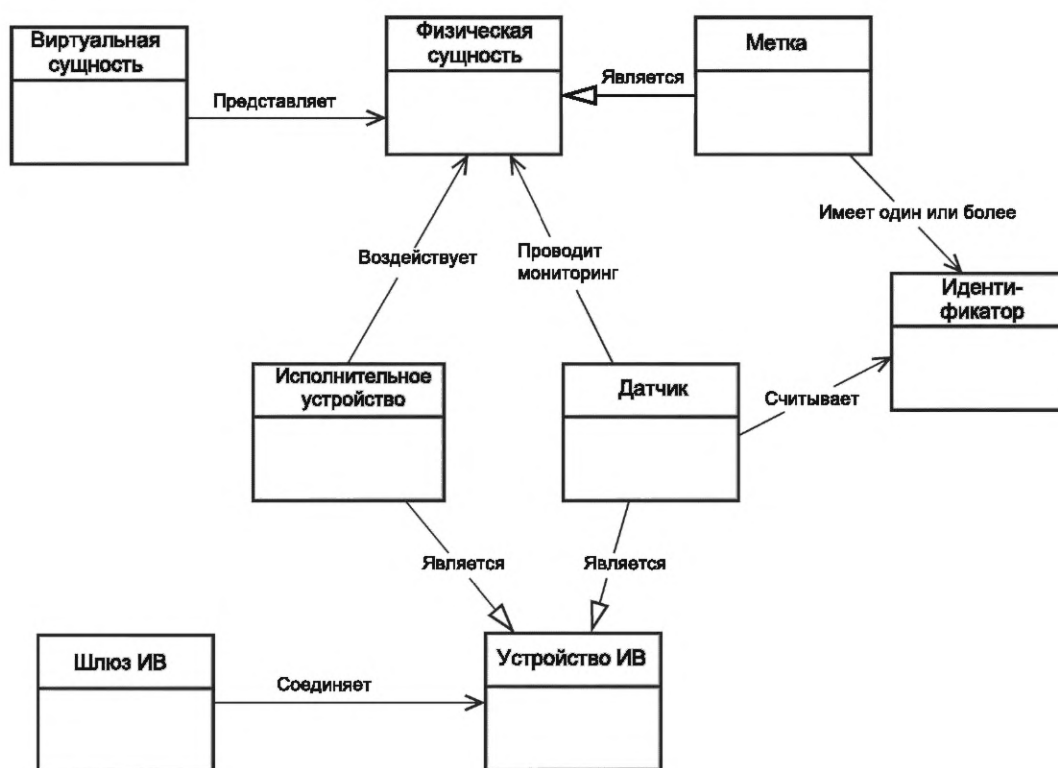 Виртуальная
сущность
Физическая
сущность
Метка
Является
Представляет
Имеет один или более
Воздействует
Проводит
мониторинг
Иденти-
фикатор
Исполнительное
устройство
Датчик
Считывает
Является
Является
Шлюз ИВ
Устройство ИВ
Соединяет